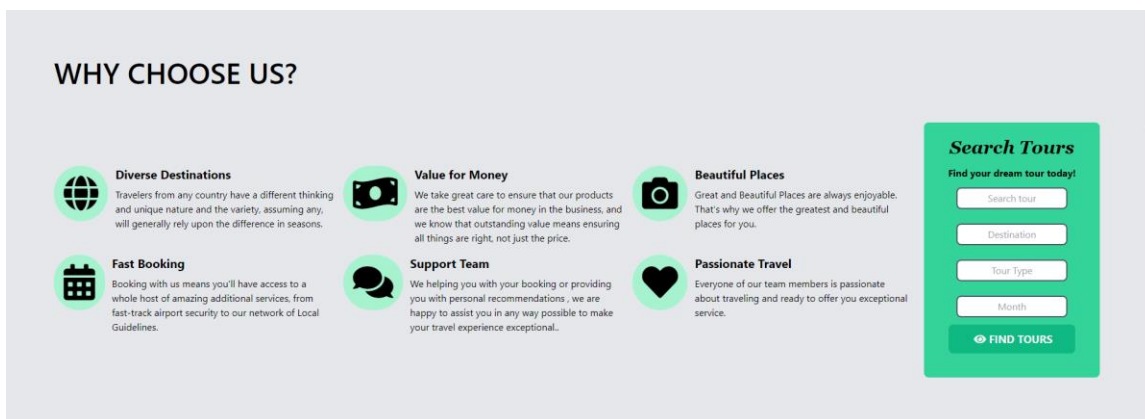 WHY CHOOSE US?
Diverse Destinations
Travelers from any country have a different thinking
and unique nature and the variety, assuming any,
will generally rely upon the difference in seasons.
Value for Money
We take great care to ensure that our products
are the best value for money in the business, and
we know that outstanding value means ensuring
all things are right, not just the price.
Beautiful Places
Great and Beautiful Places are always enjoyable.
That's why we offer the greatest and beautiful
places for you.
Fast Booking
Booking with us means you'll have access to a
whole host of amazing additional services, from
fast-track airport security to our network of Local
Guidelines.
Support Team
We helping you with your booking or providing
you with personal recommendations , we are
happy to assist you in any way possible to make
your travel experience exceptional..
Passionate Travel
Everyone of our team members is passionate
about traveling and ready to offer you exceptional
service.
Search Tours
Find your dream tour today!
Search tour
Destination
Tour Type
Month
FIND TOURS